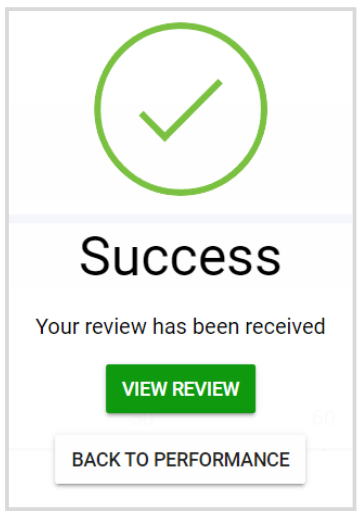 Success
Your review has been received
VIEW REVIEW
BACK TO PERFORMANCE